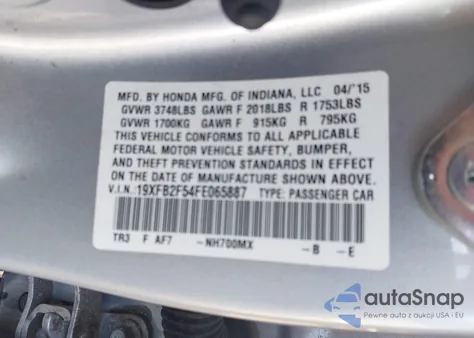 MFD. BY HONDA MFG. OF INDIANA, LLC 04/'15
GVWR 3748LBS GAWR F 2018LBS R 1753LBS
GVWR 1700KG GAWR F 915KG R 795KG
THIS VEHICLE CONFORMS TO ALL APPLICABLE
FEDERAL MOTOR VEHICLE SAFETY, BUMPER,
AND THEFT PREVENTION STANDARDS IN EFFECT
ON THE DATE OF MANUFACTURE SHOWN ABOVE.
V.I.N.: 19XFB2F54FE065887 TYPE: PASSENGER CAR
TR3 F AF7 -NH700MX -B -E
autoSnap
Pewne auto z aukcji USA i EU